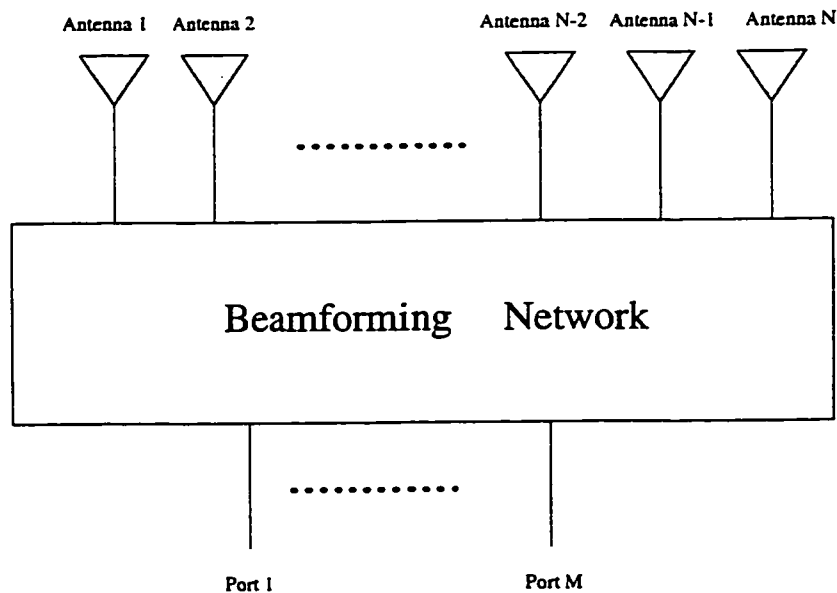 Antenna 1 Antenna 2 Antenna N-2 Antenna N-1 Antenna N
Beamforming Network
Port 1 Port M